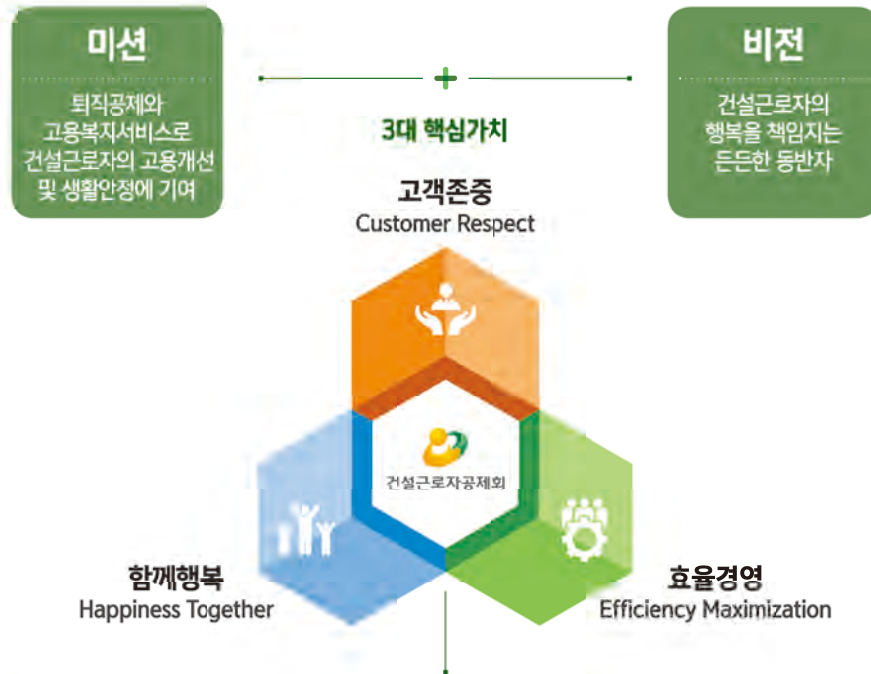 미션
퇴직공제와
고용복지서비스로
건설근로자의 고용개선
및 생활안정에 기여
비전
건설근로자의
행복을 책임지는
든든한 동반자
3대 핵심가치
고객존중
Customer Respect
건설근로자공제회
함께행복
Happiness Together
효율경영
Efficiency Maximization